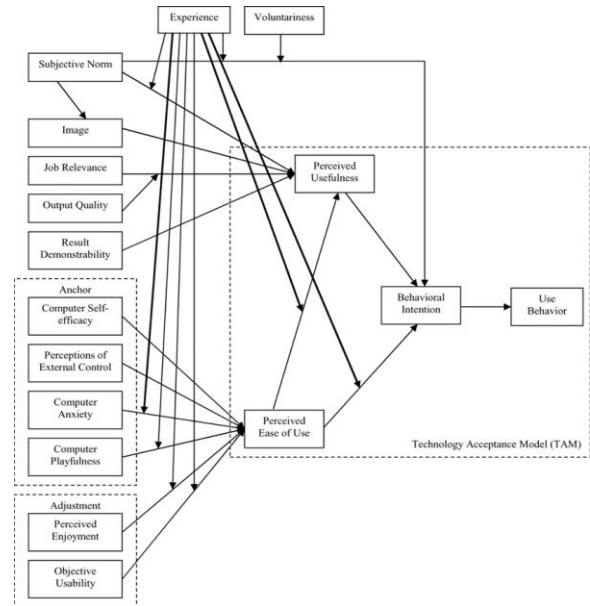 Experience
Voluntariness
Subjective Norm
Image
Job Relevance
Output Quality
Result
Demonstrability
Perceived
Usefulness
Behavioral
Intention
Use
Behavior
Anchor
Computer Self-
efficacy
Perceptions of
External Control
Computer
Anxiety
Computer
Playfulness
Perceived
Ease of Use
Technology Acceptance Model (TAM)
Adjustment
Perceived
Enjoyment
Objective
Usability